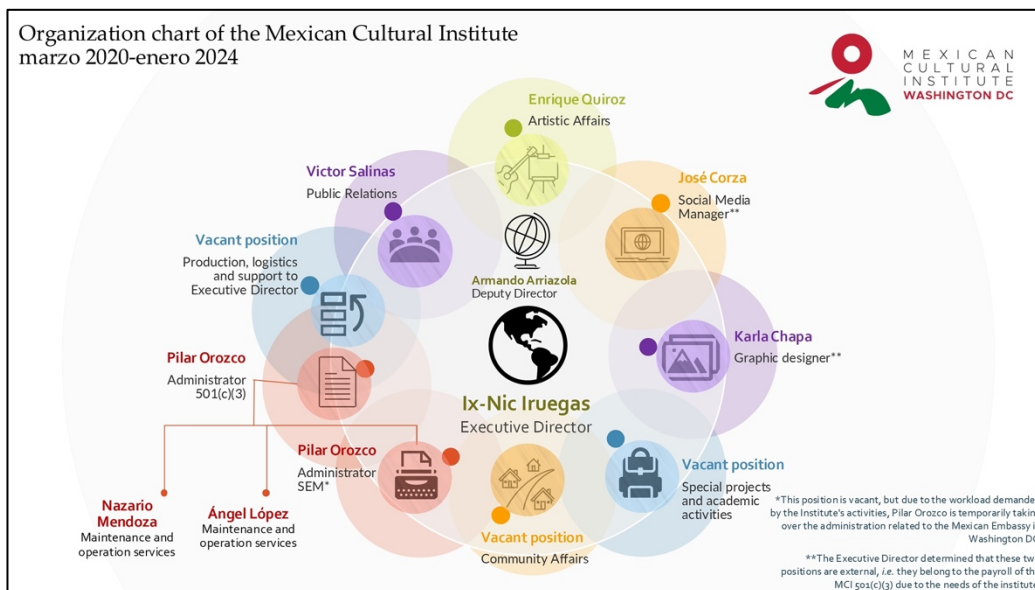 Organization chart of the Mexican Cultural Institute
marzo 2020-enero 2024
MEXICAN
CULTURAL
INSTITUTE
WASHINGTON DC
Enrique Quiroz
Artistic Affairs
Victor Salinas
Public Relations
José Corza
Social Media
Manager**
Vacant position
Production, logistics
and support to
Executive Director
Armando Arriazola
Deputy Director
Karla Chapa
Graphic designer**
Pilar Orozco
Administrator
501(c)(3)
Ix-Nic Iruegas
Executive Director
Pilar Orozco
Administrator
SEM*
Vacant position
Special projects
and academic
activities
Nazario
Mendoza
Maintenance and
operation services
Ángel López
Maintenance and
operation services
Vacant position
Community Affairs
*This position is vacant, but due to the workload demande
by the Institute's activities, Pilar Orozco is temporarily takin
over the administration related to the Mexican Embassy i
Washington DC
**The Executive Director determined that these tw
positions are external, i.e. they belong to the payroll of th
MCI 501(c)(3) due to the needs of the institute